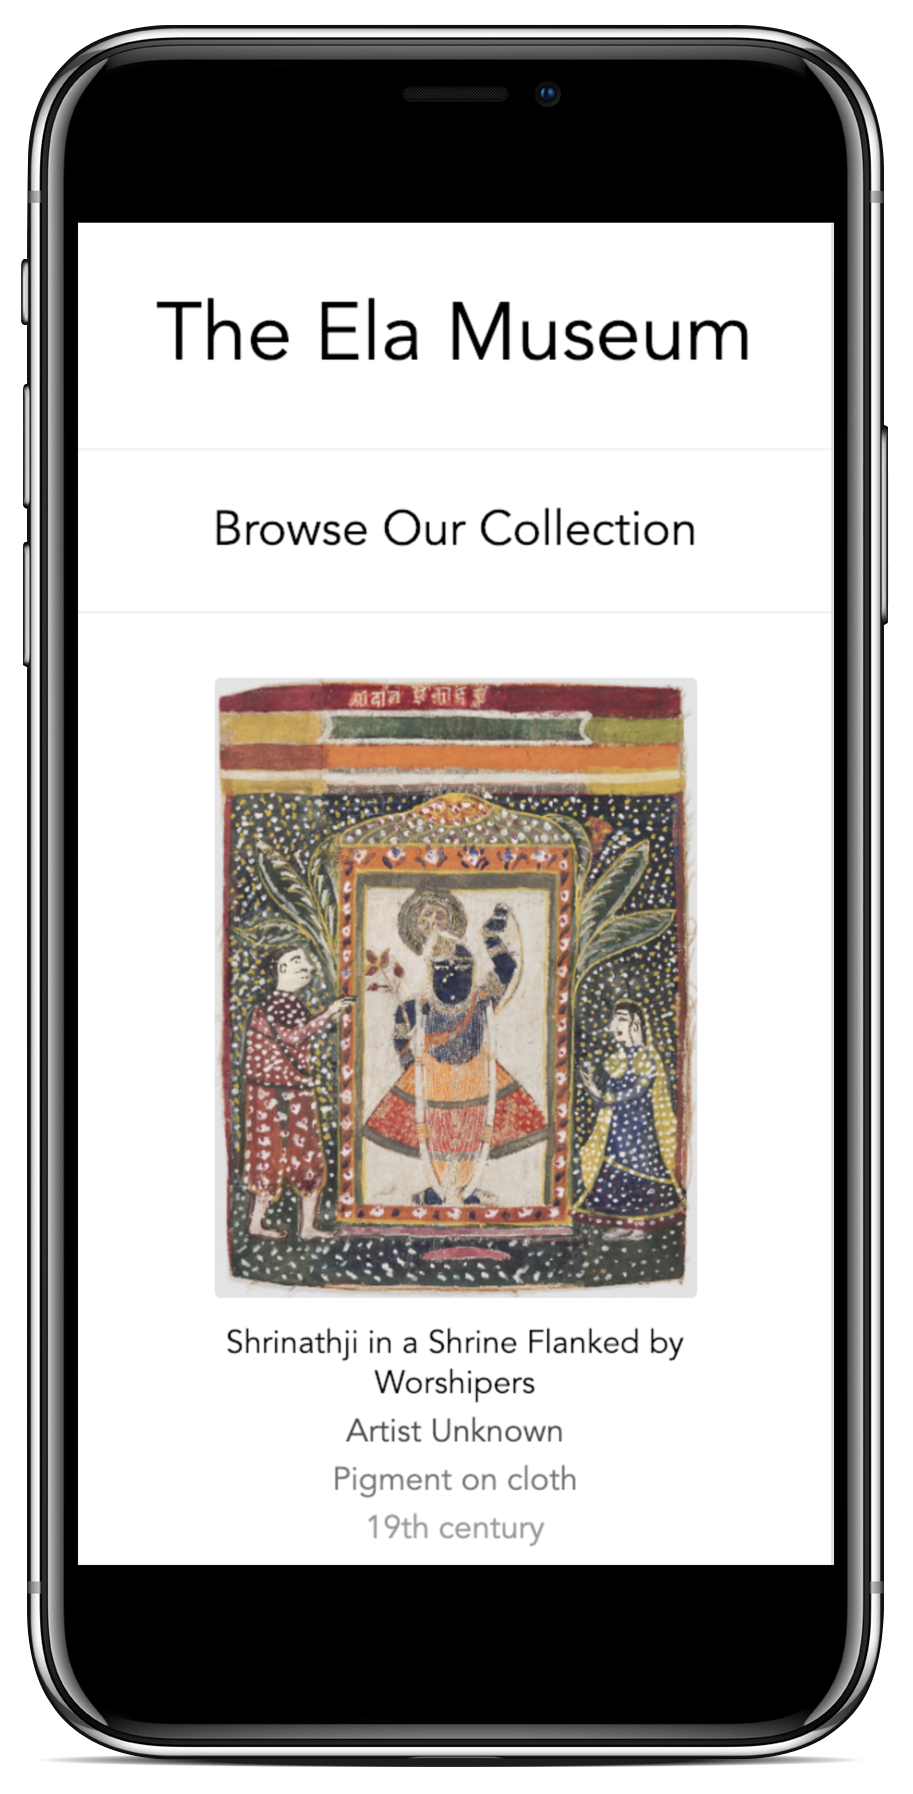 The Ela Museum
Browse Our Collection
Shrinathji in a Shrine Flanked by
Worshipers
Artist Unknown
Pigment on cloth
19th century